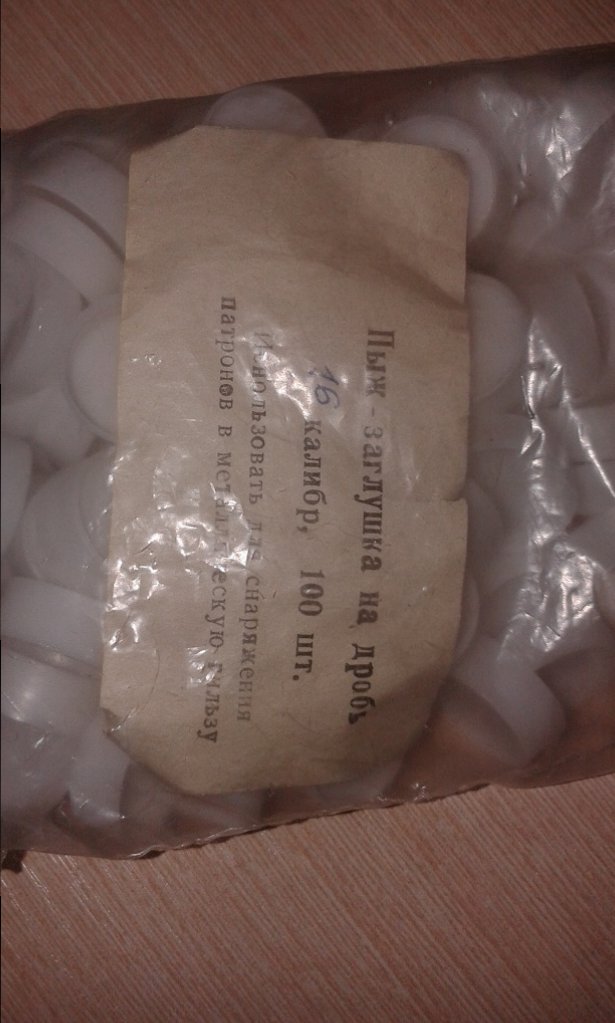 Пыж-заглушка на дробь
16 калибр, 100 шт.
Использовать для снаряжения
патронов в металлическую гильзу